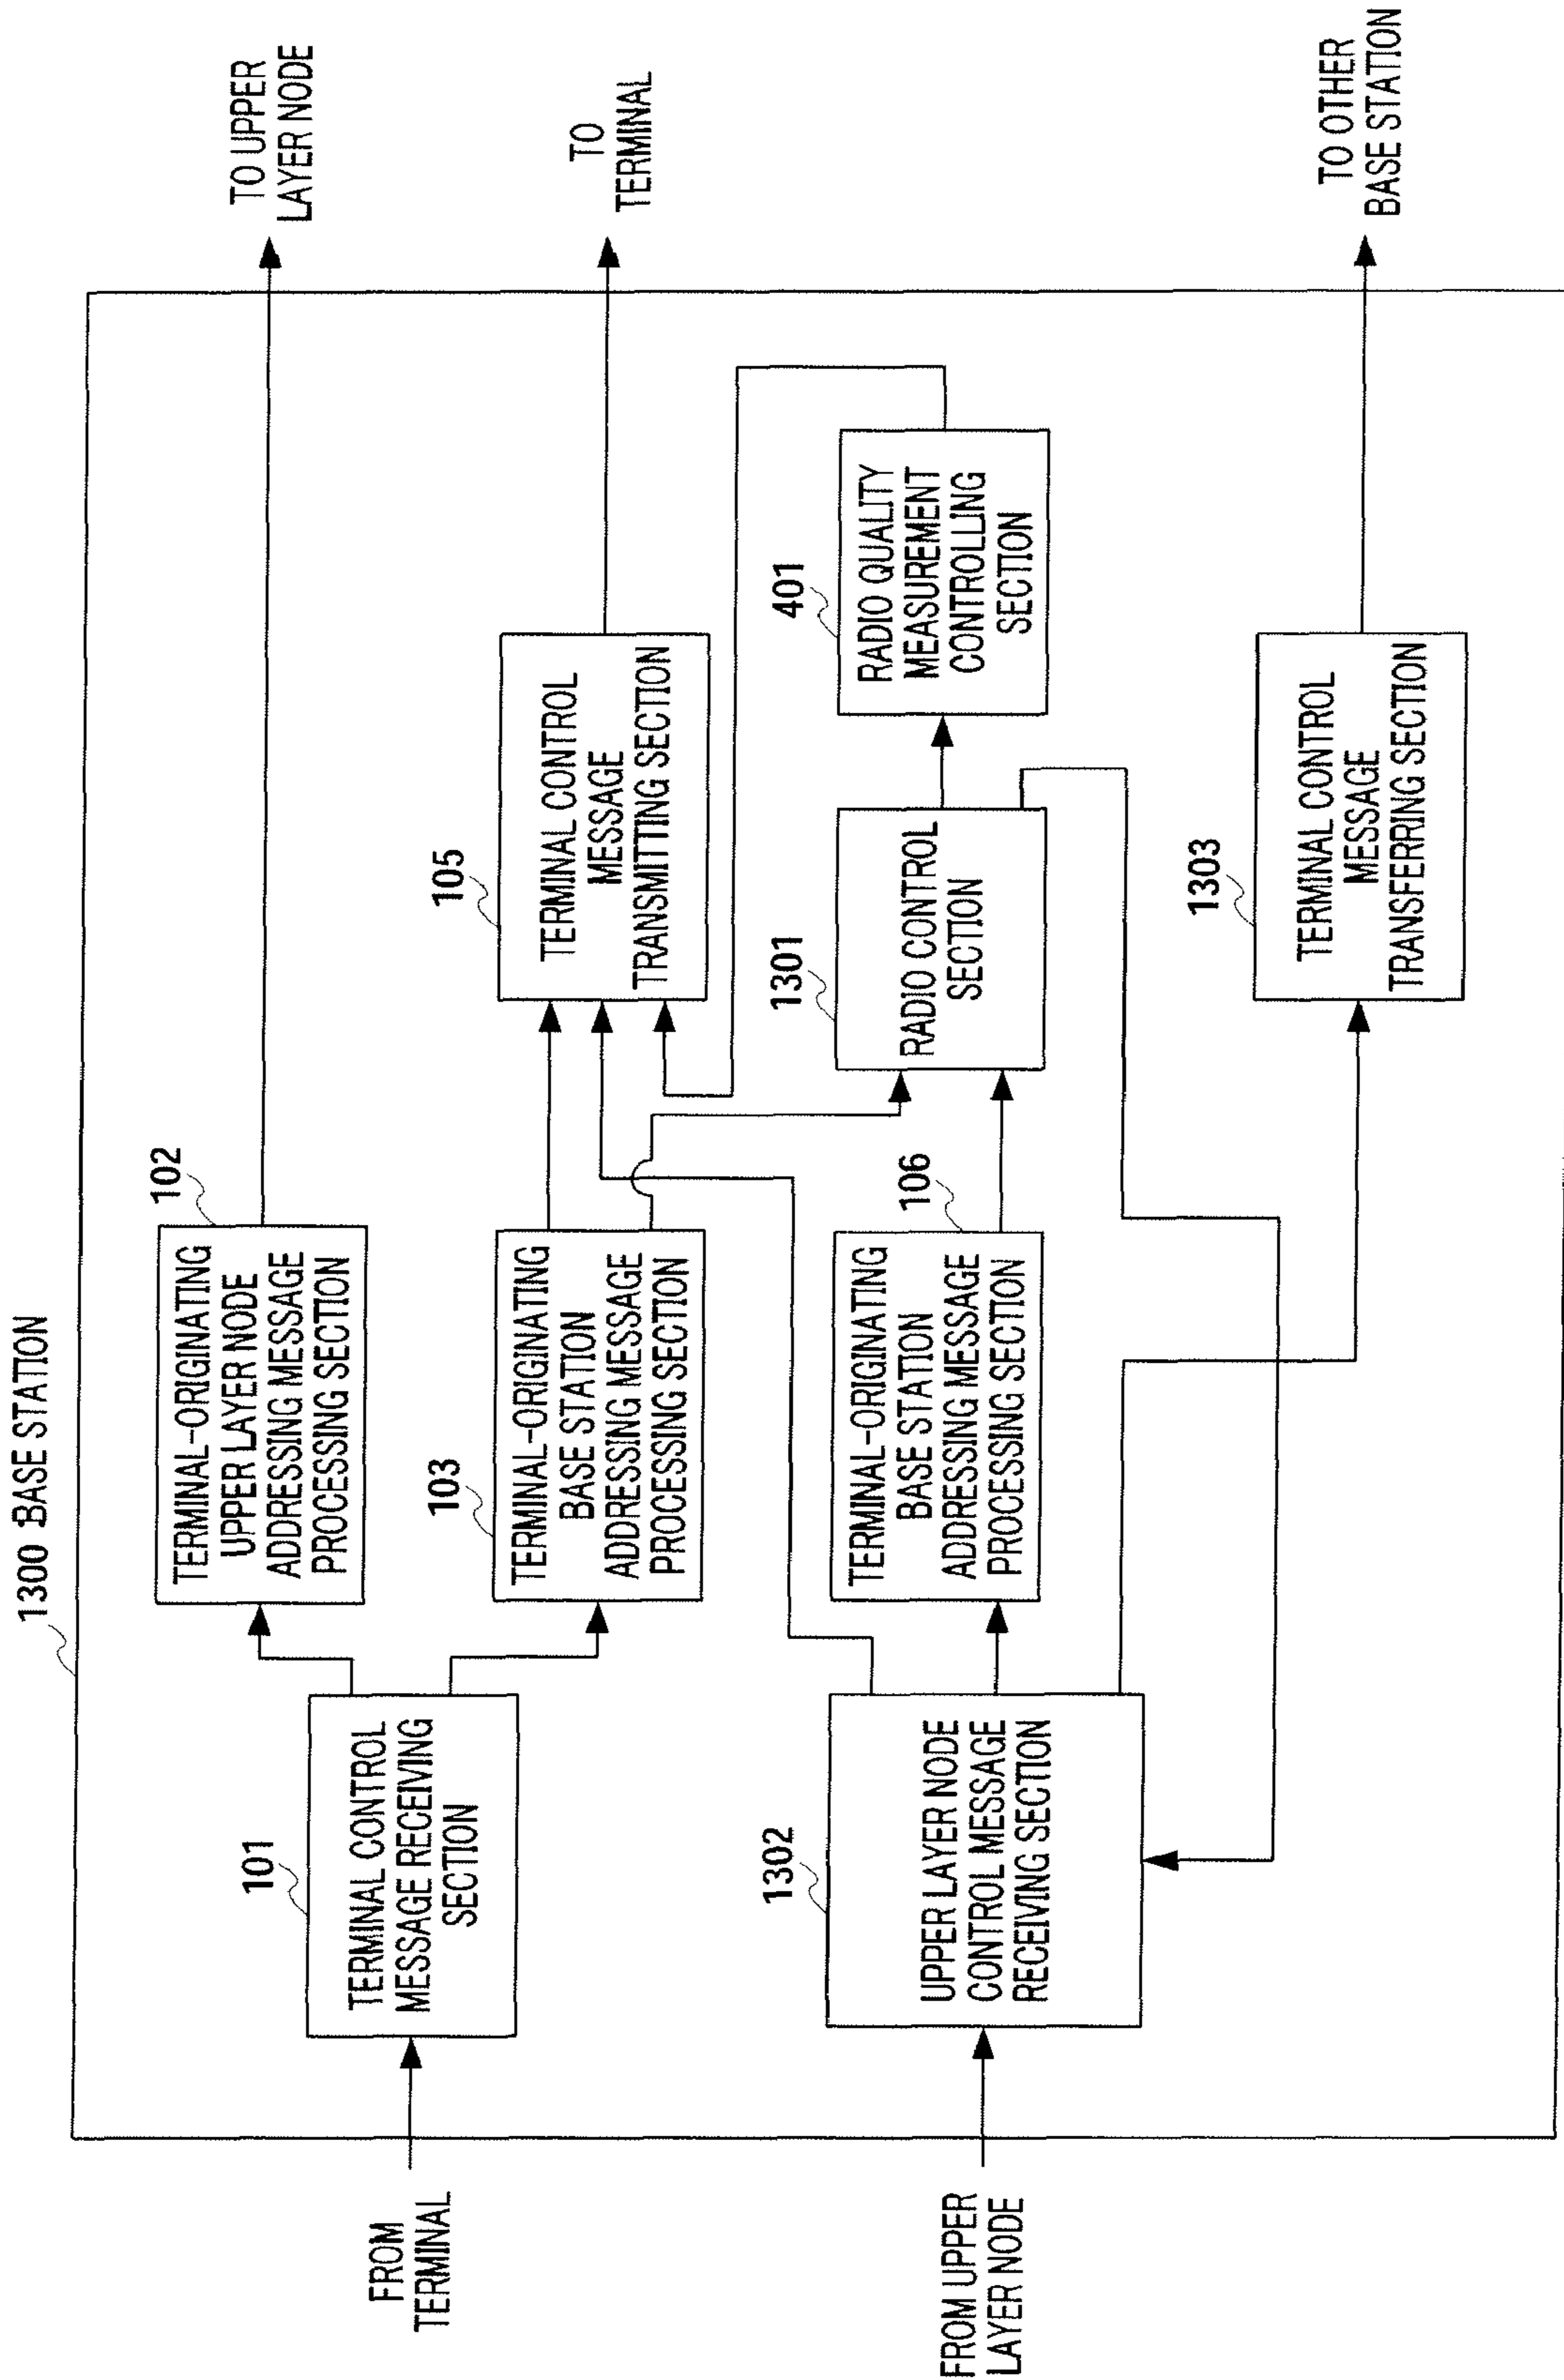 1300 BASE STATION
FROM
TERMINAL
101
TERMINAL CONTROL
MESSAGE RECEIVING
SECTION
102
TERMINAL-ORIGINATING
UPPER LAYER NODE
ADDRESSING MESSAGE
PROCESSING SECTION
TO UPPER
LAYER NODE
103
TERMINAL-ORIGINATING
BASE STATION
ADDRESSING MESSAGE
PROCESSING SECTION
105
TERMINAL CONTROL
MESSAGE
TRANSMITTING SECTION
TO
TERMINAL
FROM UPPER
LAYER NODE
1302
UPPER LAYER NODE
CONTROL MESSAGE
RECEIVING SECTION
106
TERMINAL-ORIGINATING
BASE STATION
ADDRESSING MESSAGE
PROCESSING SECTION
1301
RADIO CONTROL
SECTION
401
RADIO QUALITY
MEASUREMENT
CONTROLLING
SECTION
1303
TERMINAL CONTROL
MESSAGE
TRANSFERRING SECTION
TO OTHER
BASE STATION